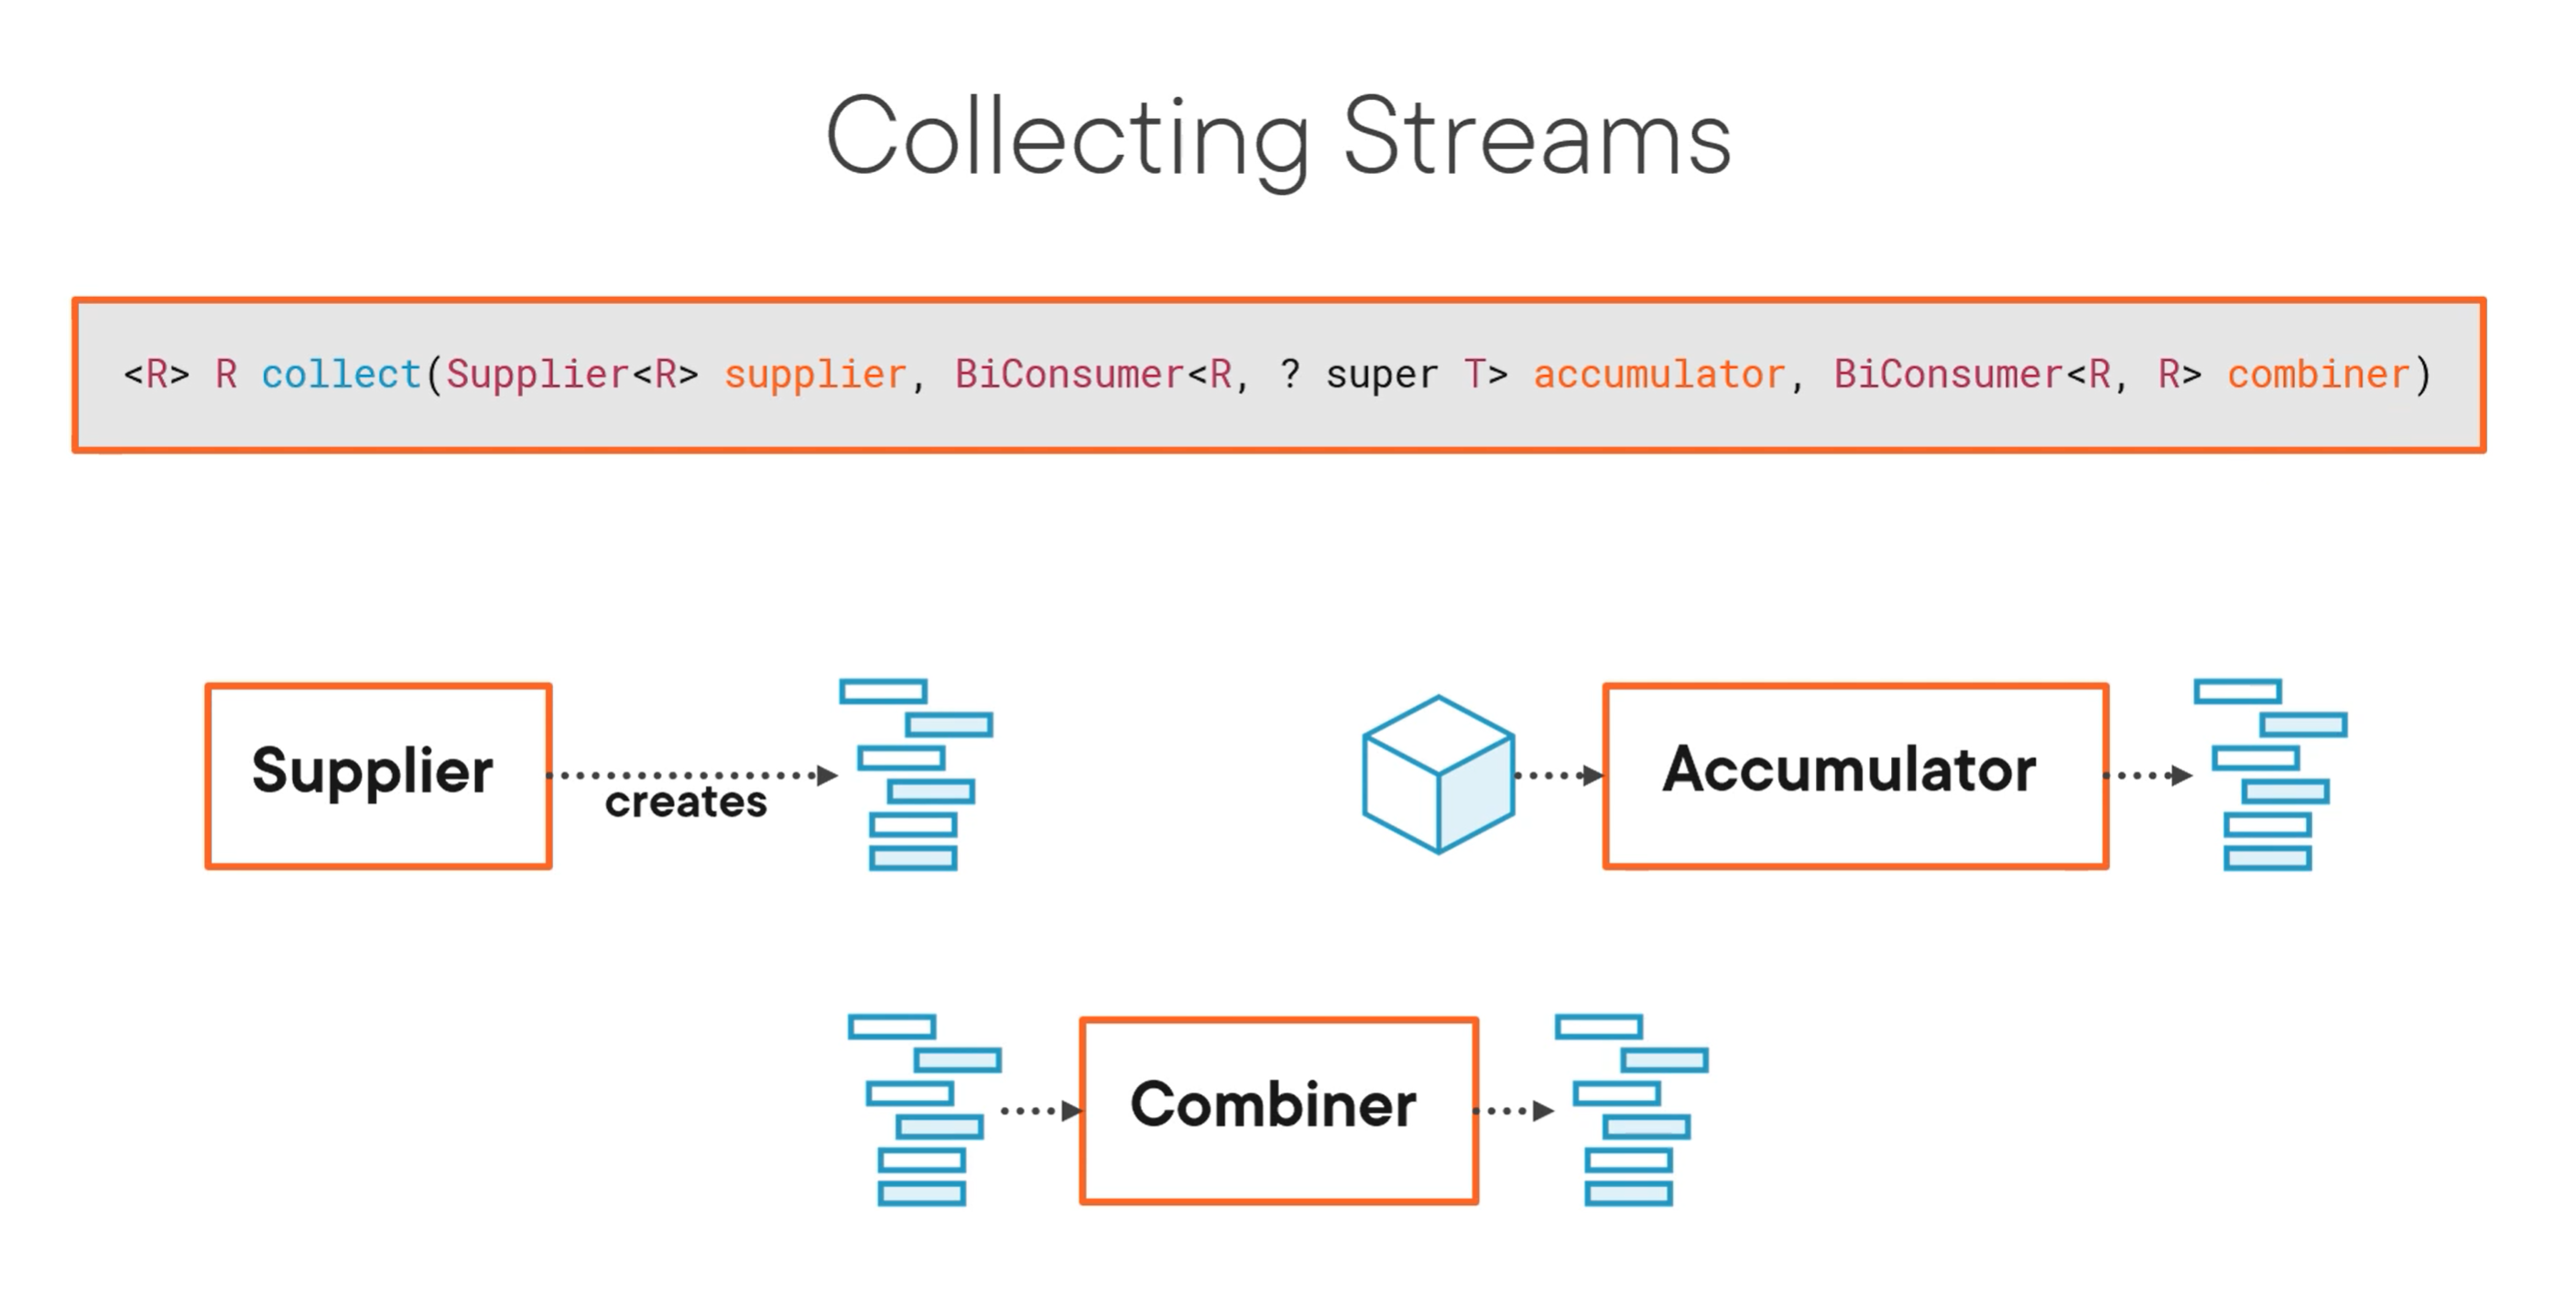 Collecting Streams
<R> R collect(Supplier<R> supplier, BiConsumer<R, ? super T> accumulator, BiConsumer<R, R> combiner)
Supplier
creates
Accumulator
Combiner